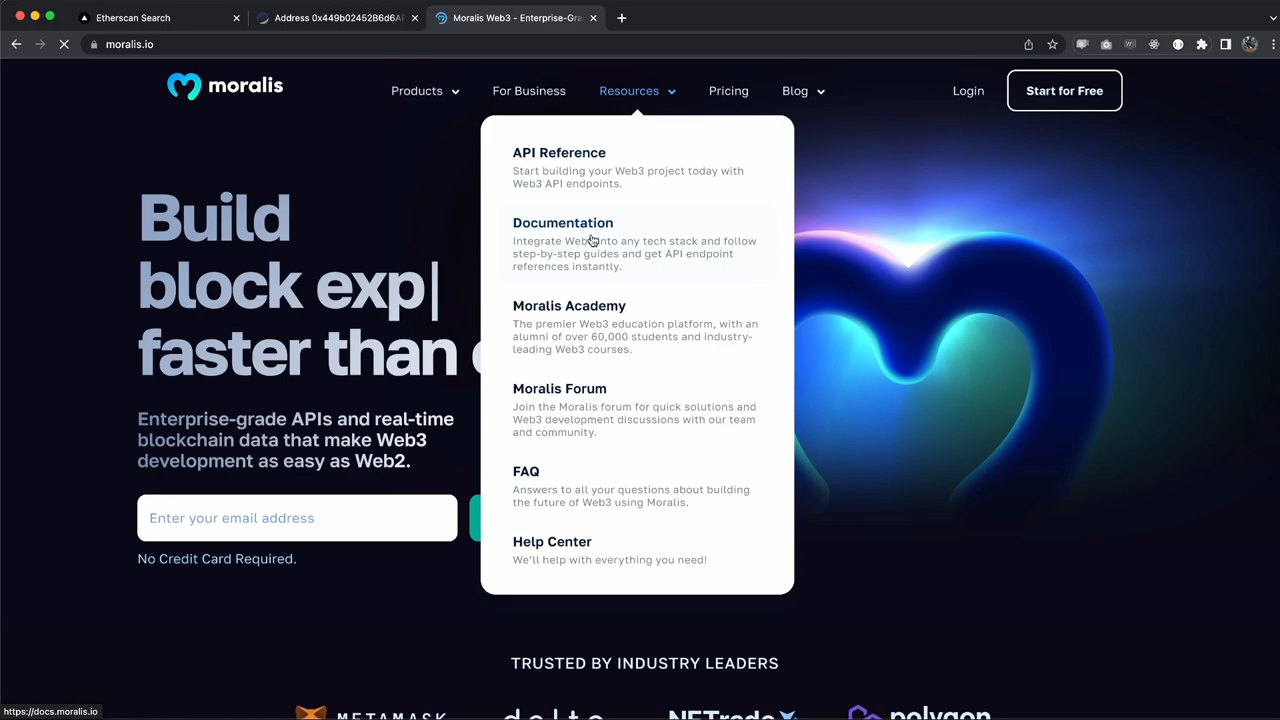 Etherscan Search
Address 0x449b02452B6d6AF
Moralis Web3 - Enterprise-Gra
moralis.io
moralis
Products
For Business
Resources
Pricing
Blog
Login
Start for Free
API Reference
Start building your Web3 project today with
Web3 API endpoints.
Documentation
Integrate Web3 into any tech stack and follow
step-by-step guides and get API endpoint
references instantly.
Moralis Academy
The premier Web3 education platform, with an
alumni of over 60,000 students and industry-
leading Web3 courses.
Moralis Forum
Join the Moralis forum for quick solutions and
Web3 development discussions with our team
and community.
FAQ
Answers to all your questions about building
the future of Web3 using Moralis.
Help Center
We'll help with everything you need!
Build
block exp|
faster than
Enterprise-grade APIs and real-time
blockchain data that make Web3
development as easy as Web2.
Enter your email address
No Credit Card Required.
TRUSTED BY INDUSTRY LEADERS
METAMASK
delta
NFTrade
polygon
https://docs.moralis.io